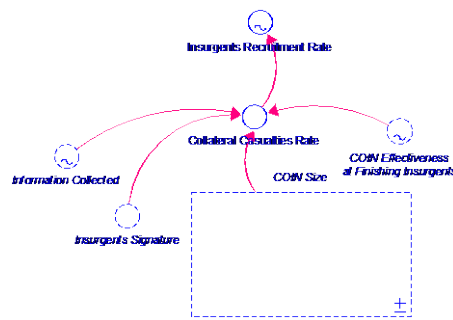 Insurgents Recruitment Rate
Collateral Casualties Rate
COIN Effectiveness
at Finishing Insurgents
Information Collected
COIN Size
Insurgents Signature